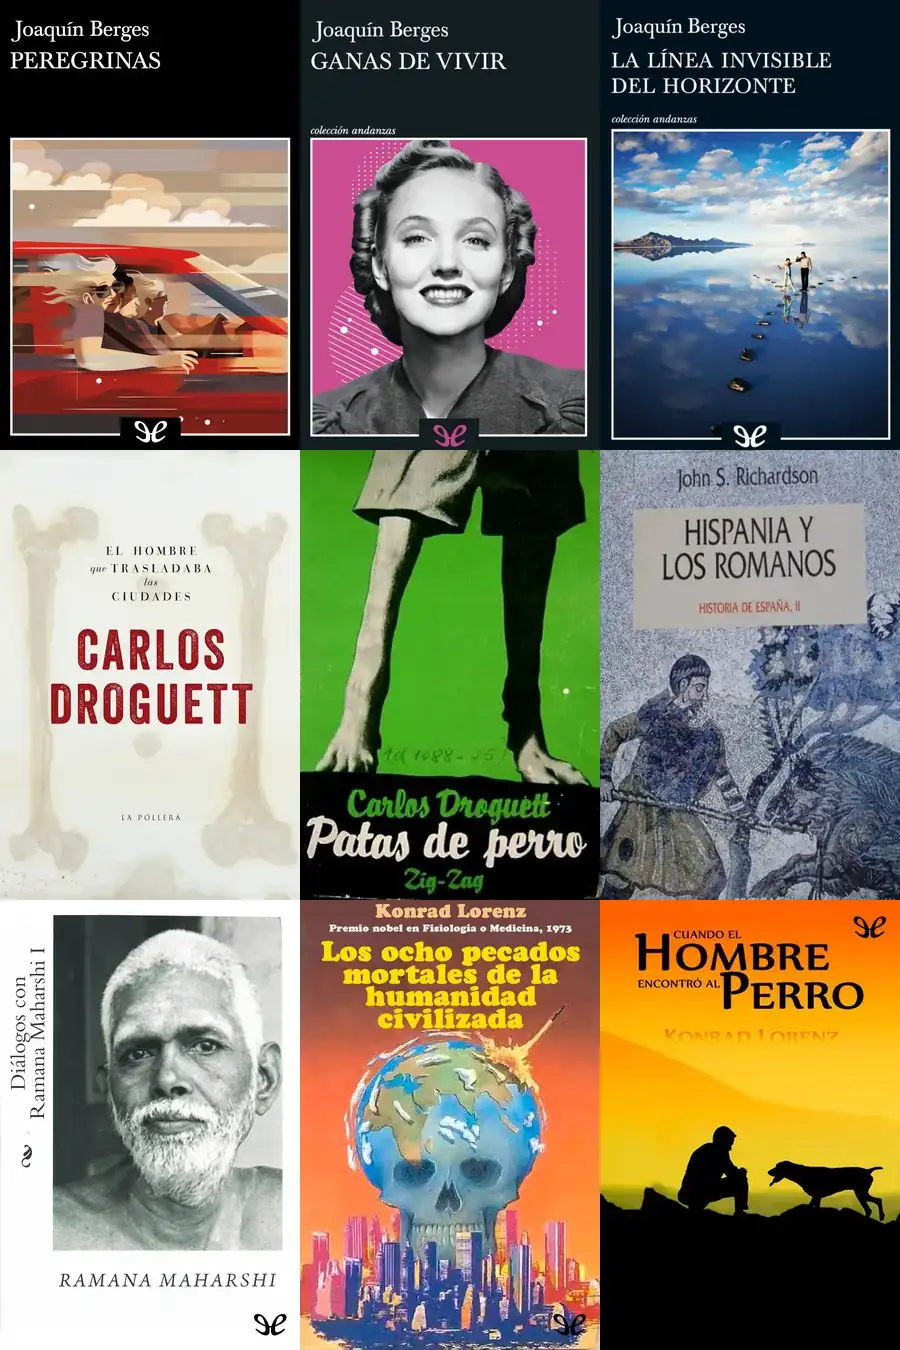 Joaquín Berges
PEREGRINAS
Joaquín Berges
GANAS DE VIVIR
colección andanzas
Joaquín Berges
LA LÍNEA INVISIBLE
DEL HORIZONTE
colección andanzas
EL HOMBRE
que TRASLADABA
las
CIUDADES
CARLOS
DROGUETT
LA POLLERA
Carlos Droguett
Patas de perro
Zig-Zag
John S. Richardson
HISPANIA Y
LOS ROMANOS
HISTORIA DE ESPAÑA, II
Diálogos con
Ramana Maharshi I
RAMANA MAHARSHI
Konrad Lorenz
Premio nobel en Fisiología o Medicina, 1973
Los ocho pecados
mortales de la
humanidad
civilizada
CUANDO EL
HOMBRE
ENCONTRÓ AL
PERRO
KONRAD LORENZ